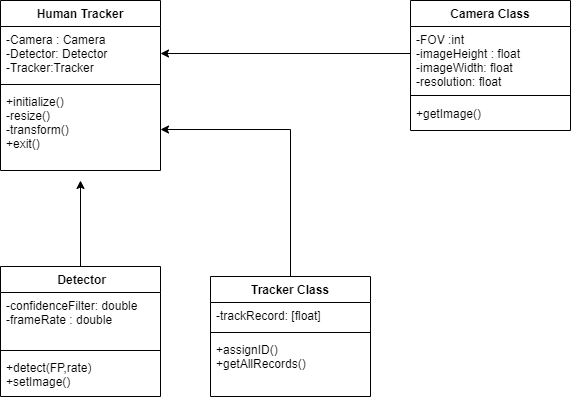 Human Tracker
-Camera : Camera
-Detector: Detector
-Tracker:Tracker
+initialize()
-resize()
-transform()
+exit()
Camera Class
-FOV :int
-imageHeight : float
-imageWidth: float
-resolution: float
+getImage()
Detector
-confidenceFilter: double
-frameRate : double
+detect(FP,rate)
+setImage()
Tracker Class
-trackRecord: [float]
+assignID()
+getAllRecords()